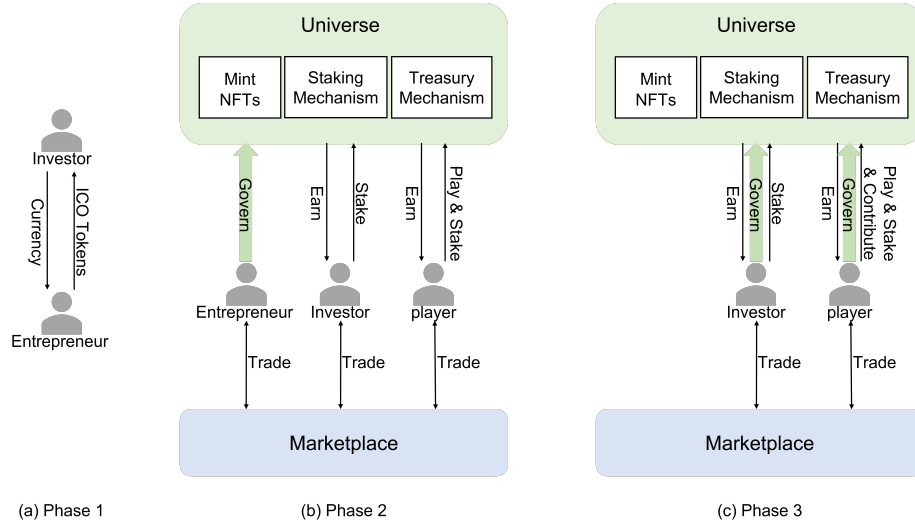 Investor
Currency
ICO Tokens
Entrepreneur
(a) Phase 1
Universe
Mint
NFTs
Staking
Mechanism
Treasury
Mechanism
Govern
Earn
Stake
Earn
Play & Stake
Entrepreneur
Investor
player
Trade
Trade
Trade
Marketplace
(b) Phase 2
Universe
Mint
NFTs
Staking
Mechanism
Treasury
Mechanism
Earn
Govern
Stake
Earn
Govern
Play & Stake
& Contribute
Investor
player
Trade
Trade
Marketplace
(c) Phase 3